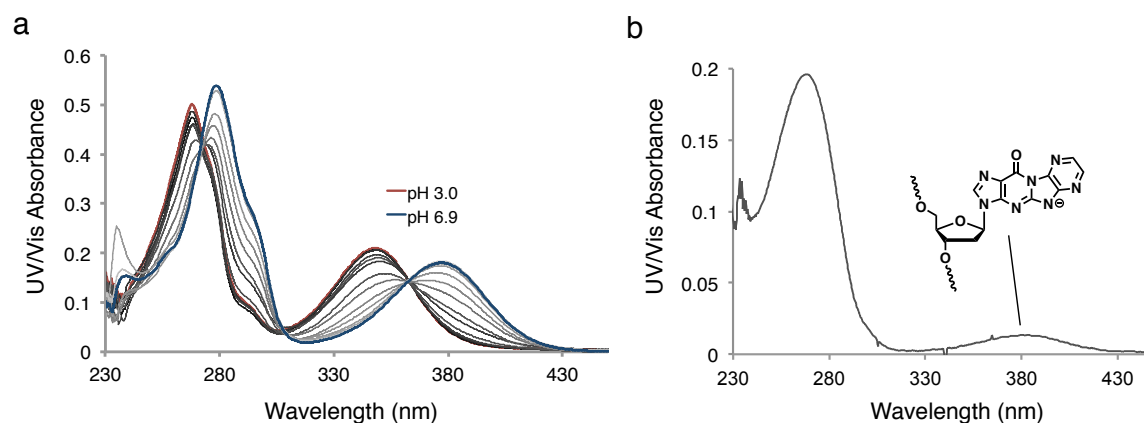 a
UV/Vis Absorbance
0.6
0.5
0.4
0.3
0.2
0.1
0
230
280
330
380
430
Wavelength (nm)
pH 3.0
pH 6.9
b
UV/Vis Absorbance
0.2
0.15
0.1
0.05
0
230
280
330
380
430
Wavelength (nm)
O
N
N
N
N
N
N
N
N
⊖
O
O
O